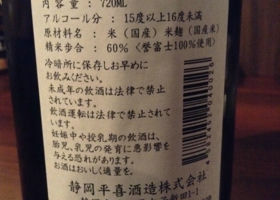 内容量：720ML
アルコール分：15度以上16度未満
原材料名：米（国産）米麹（国産米）
精米歩合：60％〈誉富士100％使用〉
冷暗所に保存しお早めに
お飲みください。
未成年の飲酒は法律で禁止
されています。
飲酒運転は法律で禁止されて
います。
妊娠中や授乳期の飲酒は、
胎児、乳児の発育に悪影響を
与える恐れがあります。
お酒はおいしく適量を。
静岡平喜酒造株式会社